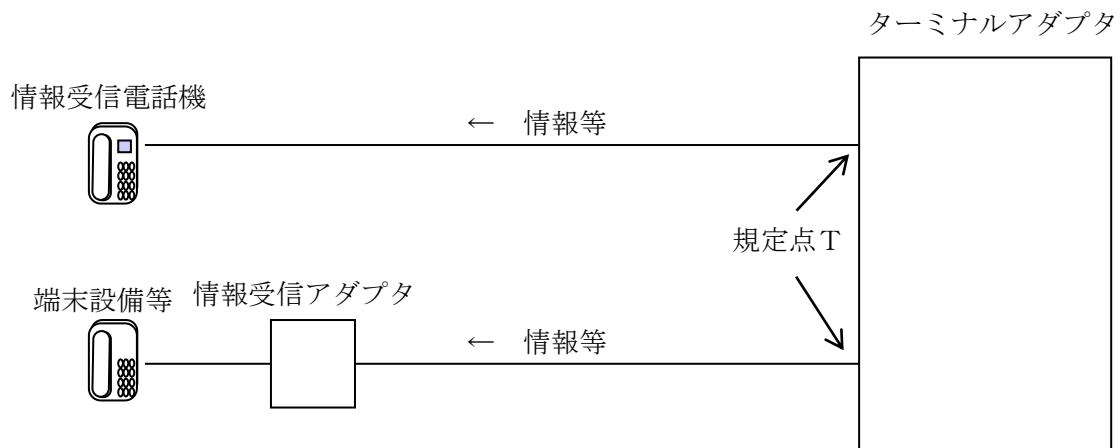 ターミナルアダプタ
情報受信電話機
← 情報等
規定点T
端末設備等 情報受信アダプタ
← 情報等